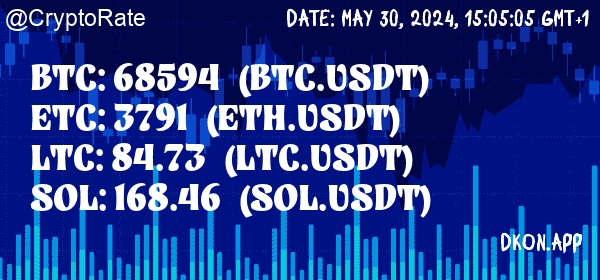 @CryptoRate
DATE: MAY 30, 2024, 15:05:05 GMT+1
BTC: 68594 (BTC.USDT)
ETC: 3791 (ETH.USDT)
LTC: 84.73 (LTC.USDT)
SOL: 168.46 (SOL.USDT)
DKON.APP